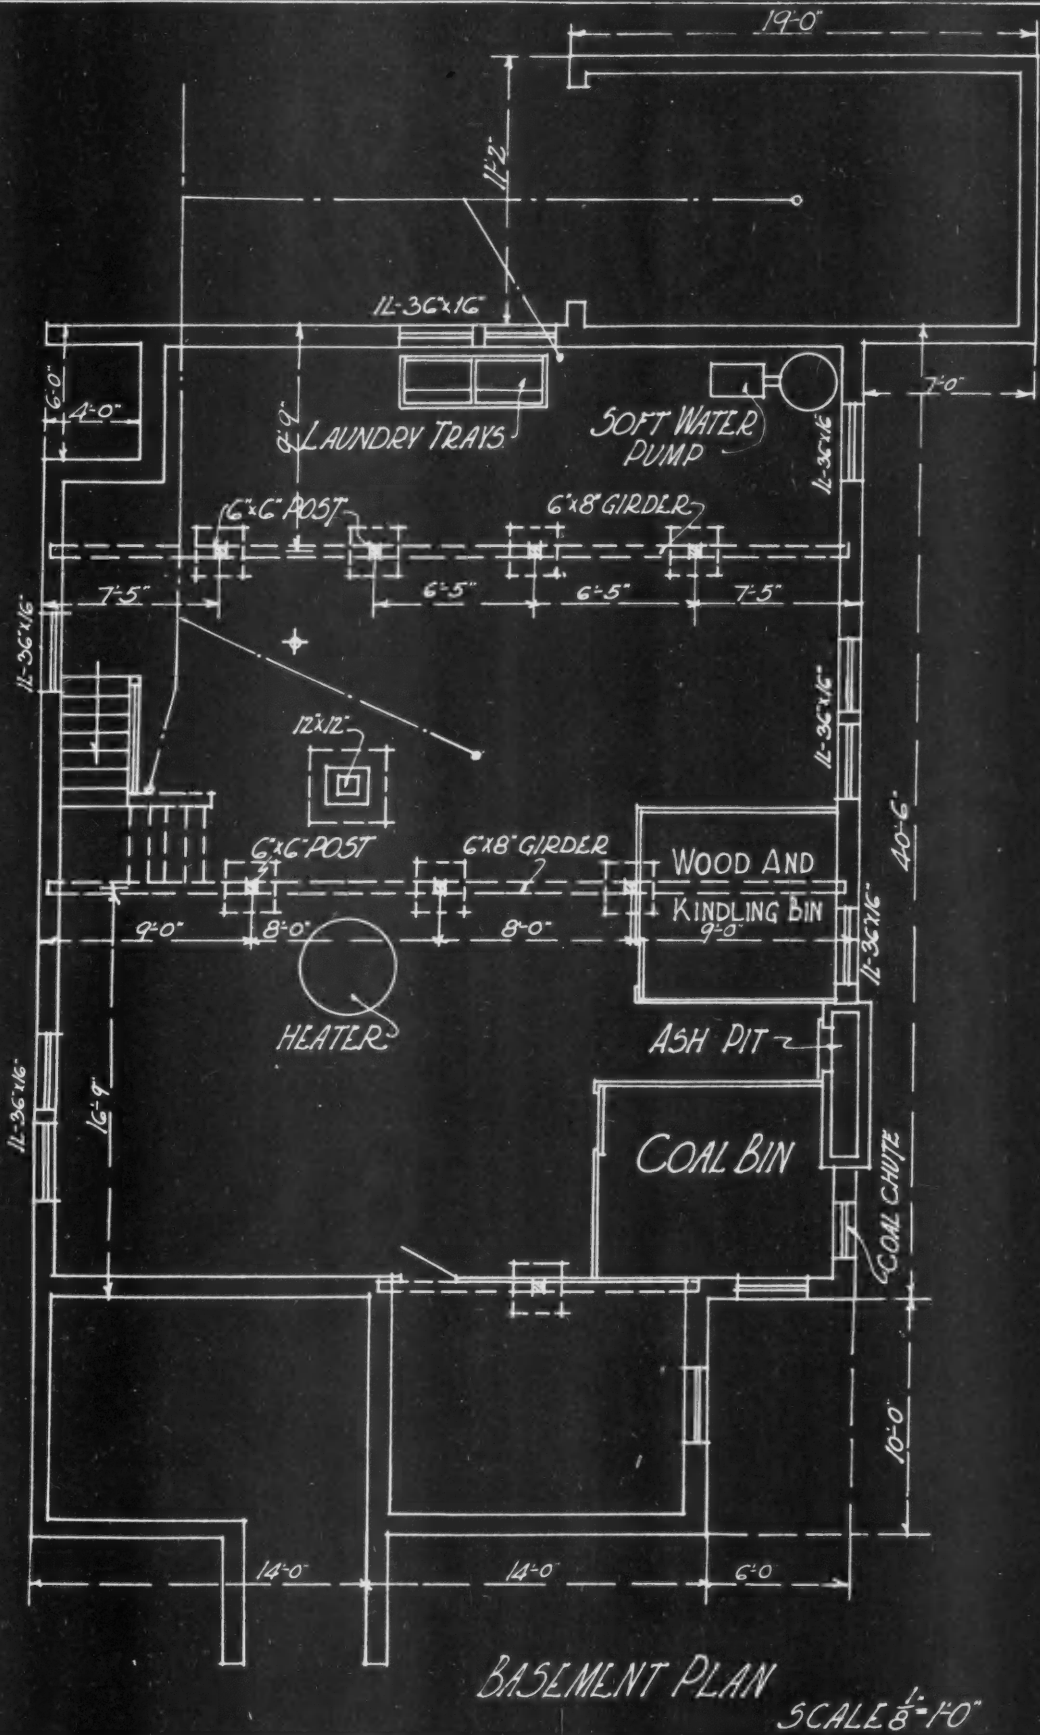 19'-0"
11'-2"
1L-36"x16"
6'-0"
4'-0"
9'-9"
LAUNDRY TRAYS
SOFT WATER
PUMP
7'-0"
1L-36"x16"
6"x6" POST
6"x8" GIRDER
7'-5"
6'-5"
6'-5"
7'-5"
1L-36"x16"
12"x12"
1L-36"x16"
40'-6"
6"x6" POST
6"x8" GIRDER
WOOD AND
KINDLING BIN
9'-0"
8'-0"
8'-0"
9'-0"
1L-36"x16"
HEATER
ASH PIT
1L-36"x16"
16'-9"
COAL BIN
COAL CHUTE
10'-0"
14'-0"
14'-0"
6'-0
BASEMENT PLAN
SCALE 1/8"=1'-0"